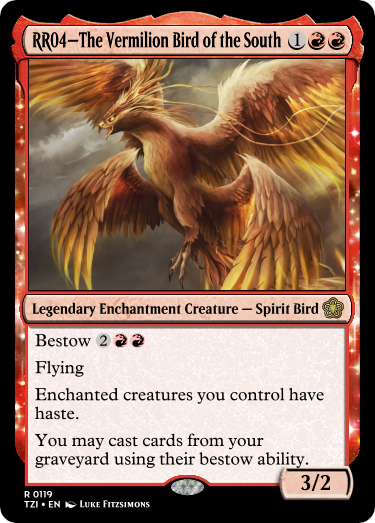 RR04–The Vermilion Bird of the South 1
Legendary Enchantment Creature — Spirit Bird
Bestow 2
Flying
Enchanted creatures you control have
haste.
You may cast cards from your
graveyard using their bestow ability.
3/2
R 0119
TZI • EN Luke Fitzsimons